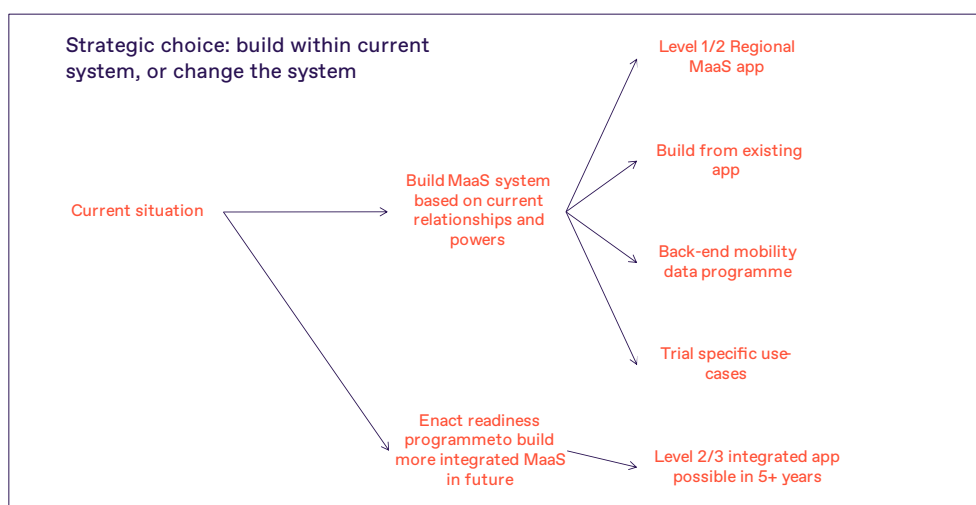 Strategic choice: build within current
system, or change the system
Current situation
Build MaaS system
based on current
relationships and
powers
Level 1/2 Regional
MaaS app
Build from existing
app
Back-end mobility
data programme
Trial specific use-
cases
Enact readiness
programmeto build
more integrated MaaS
in future
Level 2/3 integrated app
possible in 5+ years